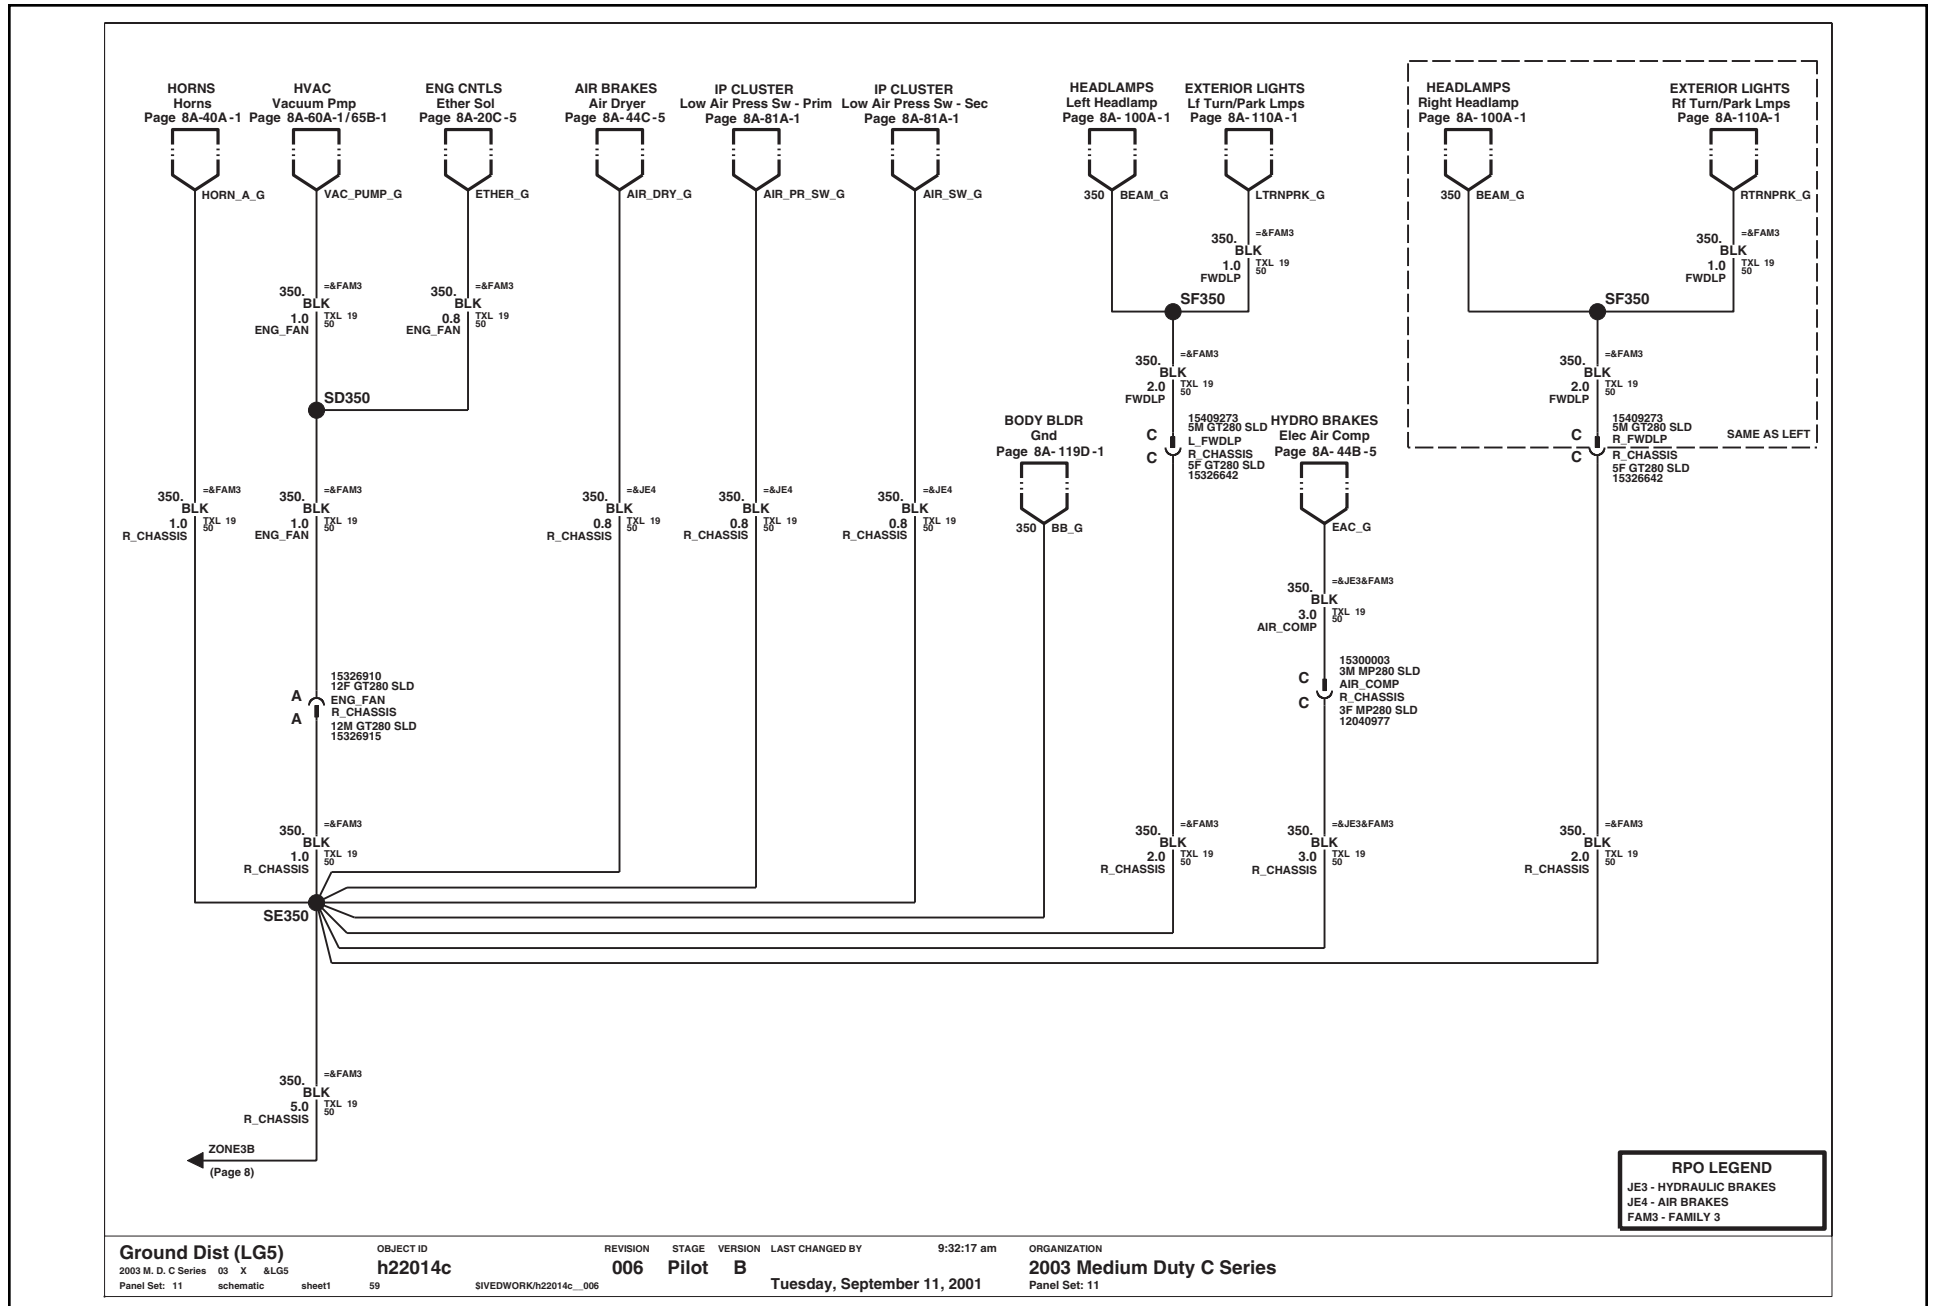 HORNS
Horns
Page 8A-40A-1
HVAC
Vacuum Pmp
Page 8A-60A-1/65B-1
ENG CNTLS
Ether Sol
Page 8A-20C-5
AIR BRAKES
Air Dryer
Page 8A-44C-5
IP CLUSTER
Low Air Press Sw - Prim
Page 8A-81A-1
IP CLUSTER
Low Air Press Sw - Sec
Page 8A-81A-1
HEADLAMPS
Left Headlamp
Page 8A-100A-1
EXTERIOR LIGHTS
Lf Turn/Park Lmps
Page 8A-110A-1
HEADLAMPS
Right Headlamp
Page 8A-100A-1
EXTERIOR LIGHTS
Rf Turn/Park Lmps
Page 8A-110A-1
HORN_A_G
VAC_PUMP_G
ETHER_G
AIR_DRY_G
AIR_PR_SW_G
AIR_SW_G
350 BEAM_G
LTRNPRK_G
350 BEAM_G
RTRNPRK_G
350. =&FAM3
BLK
1.0 TXL 19
FWDLP 50
350. =&FAM3
BLK
1.0 TXL 19
FWDLP 50
350. =&FAM3
BLK
1.0 TXL 19
ENG_FAN 50
350. =&FAM3
BLK
0.8 TXL 19
ENG_FAN 50
SF350
SF350
350. =&FAM3
BLK
2.0 TXL 19
FWDLP 50
350. =&FAM3
BLK
2.0 TXL 19
FWDLP 50
SD350
BODY BLDR
Gnd
Page 8A-119D-1
15409273
5M GT280 SLD
C L_FWDLP
C R_CHASSIS
5F GT280 SLD
15326642
HYDRO BRAKES
Elec Air Comp
Page 8A-44B-5
15409273
5M GT280 SLD
C R_FWDLP
C R_CHASSIS
5F GT280 SLD
15326642
SAME AS LEFT
350. =&FAM3
BLK
1.0 TXL 19
R_CHASSIS 50
350. =&FAM3
BLK
1.0 TXL 19
ENG_FAN 50
350. =&JE4
BLK
0.8 TXL 19
R_CHASSIS 50
350. =&JE4
BLK
0.8 TXL 19
R_CHASSIS 50
350. =&JE4
BLK
0.8 TXL 19
R_CHASSIS 50
350 BB_G
EAC_G
350. =&JE3&FAM3
BLK
3.0 TXL 19
AIR_COMP 50
15326910
12F GT280 SLD
A ENG_FAN
A R_CHASSIS
12M GT280 SLD
15326915
15300003
3M MP280 SLD
C AIR_COMP
C R_CHASSIS
3F MP280 SLD
12040977
350. =&FAM3
BLK
1.0 TXL 19
R_CHASSIS 50
350. =&FAM3
BLK
2.0 TXL 19
R_CHASSIS 50
350. =&JE3&FAM3
BLK
3.0 TXL 19
R_CHASSIS 50
350. =&FAM3
BLK
2.0 TXL 19
R_CHASSIS 50
SE350
350. =&FAM3
BLK
5.0 TXL 19
R_CHASSIS 50
ZONE3B
(Page 8)
RPO LEGEND
JE3 - HYDRAULIC BRAKES
JE4 - AIR BRAKES
FAM3 - FAMILY 3
Ground Dist (LG5)
2003 M. D. C Series 03 X &LG5
Panel Set: 11 schematic sheet1 59 $IVEDWORK/h22014c__006
OBJECT ID
h22014c
REVISION STAGE VERSION LAST CHANGED BY 9:32:17 am
006 Pilot B
Tuesday, September 11, 2001
ORGANIZATION
2003 Medium Duty C Series
Panel Set: 11